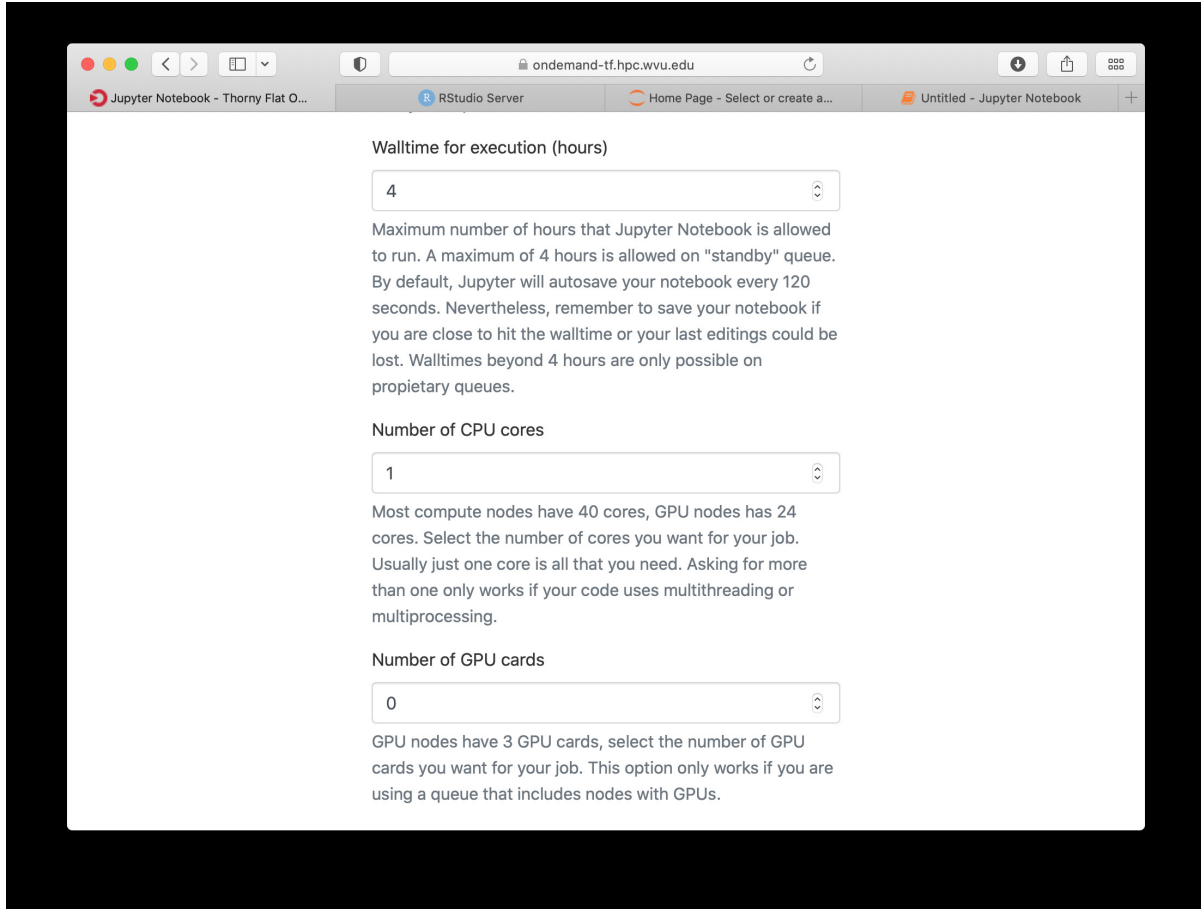 ondemand-tf.hpc.wvu.edu
Jupyter Notebook - Thorny Flat O...
R RStudio Server
Home Page - Select or create a...
Untitled - Jupyter Notebook
Walltime for execution (hours)
4
Maximum number of hours that Jupyter Notebook is allowed
to run. A maximum of 4 hours is allowed on "standby" queue.
By default, Jupyter will autosave your notebook every 120
seconds. Nevertheless, remember to save your notebook if
you are close to hit the walltime or your last editings could be
lost. Walltimes beyond 4 hours are only possible on
propietary queues.
Number of CPU cores
1
Most compute nodes have 40 cores, GPU nodes has 24
cores. Select the number of cores you want for your job.
Usually just one core is all that you need. Asking for more
than one only works if your code uses multithreading or
multiprocessing.
Number of GPU cards
0
GPU nodes have 3 GPU cards, select the number of GPU
cards you want for your job. This option only works if you are
using a queue that includes nodes with GPUs.